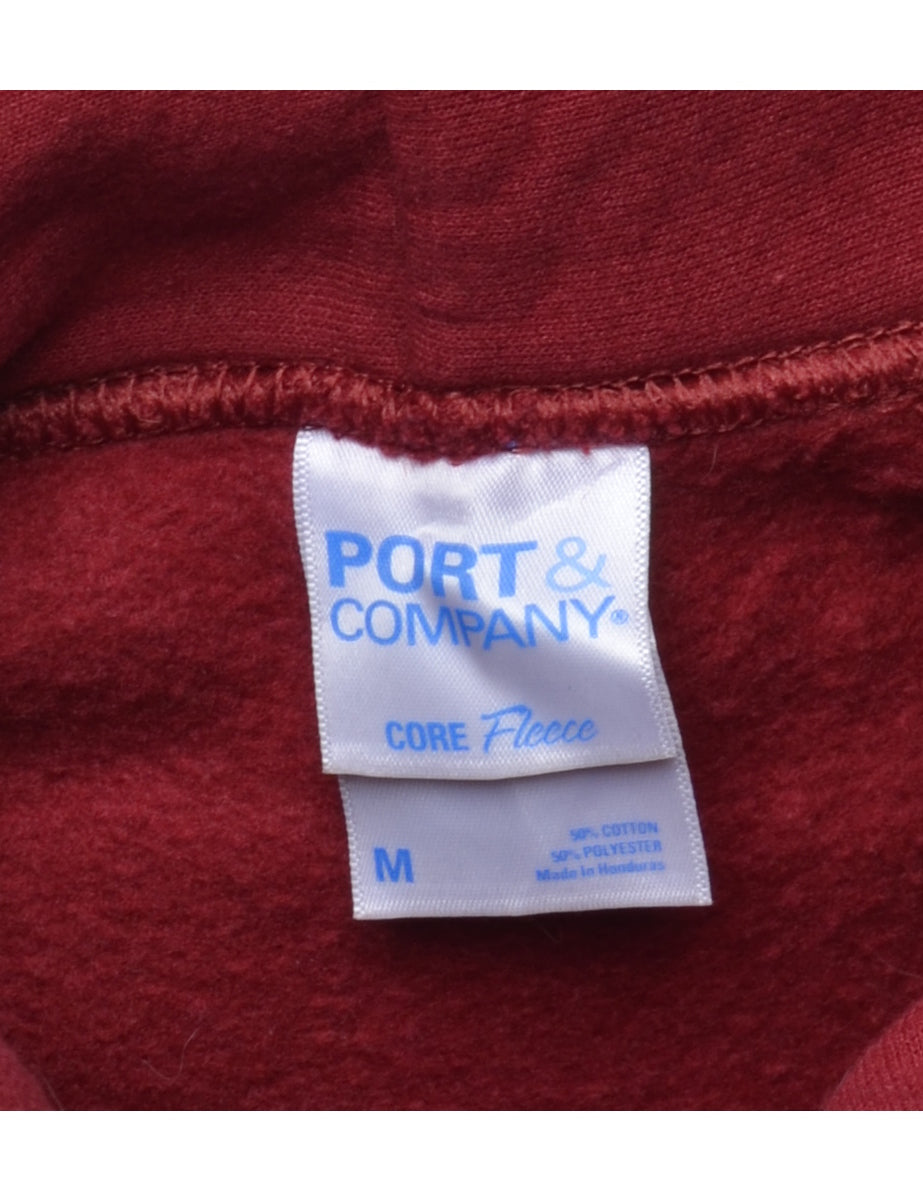 PORT &
COMPANY®
CORE Fleece
M
50% COTTON
50% POLYESTER
Made in Honduras